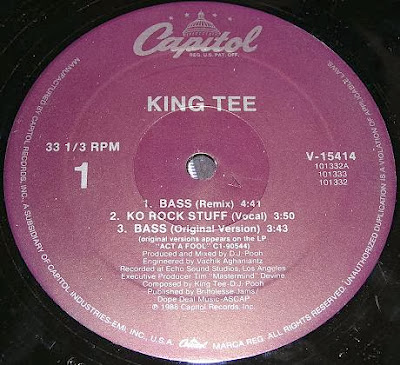 Capitol
REG. U.S. PAT. OFF.
KING TEE
33 1/3 RPM
1
V-15414
101332A
101333
101332
1. BASS (Remix) 4:41
2. KO ROCK STUFF (Vocal) 3:50
3. BASS (Original Version) 3:43
(original versions appears on the LP
"ACT A FOOL" C1-90544)
Produced and Mixed by D.J. Pooh
Engineered by Vachik Aghaniantz
Recorded at Echo Sound Studios, Los Angeles
Executive Producer Tim "Mastermind" Devine
Composed by King Tee-D.J. Pooh
Published by Brittolesse Jams/
Dope Deal Music-ASCAP
℗ 1988 Capitol Records, Inc.
MANUFACTURED BY CAPITOL RECORDS, INC. A SUBSIDIARY OF CAPITOL INDUSTRIES-EMI, INC., U.S.A. MARCA REG. ALL RIGHTS RESERVED. UNAUTHORIZED DUPLICATION IS A VIOLATION OF APPLICABLE LAWS.